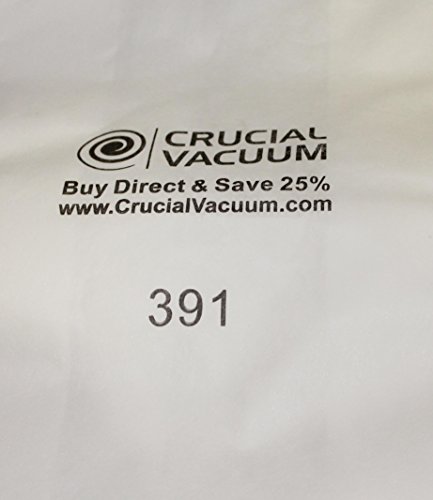 CRUCIAL
VACUUM
Buy Direct & Save 25%
www.CrucialVacuum.com
391